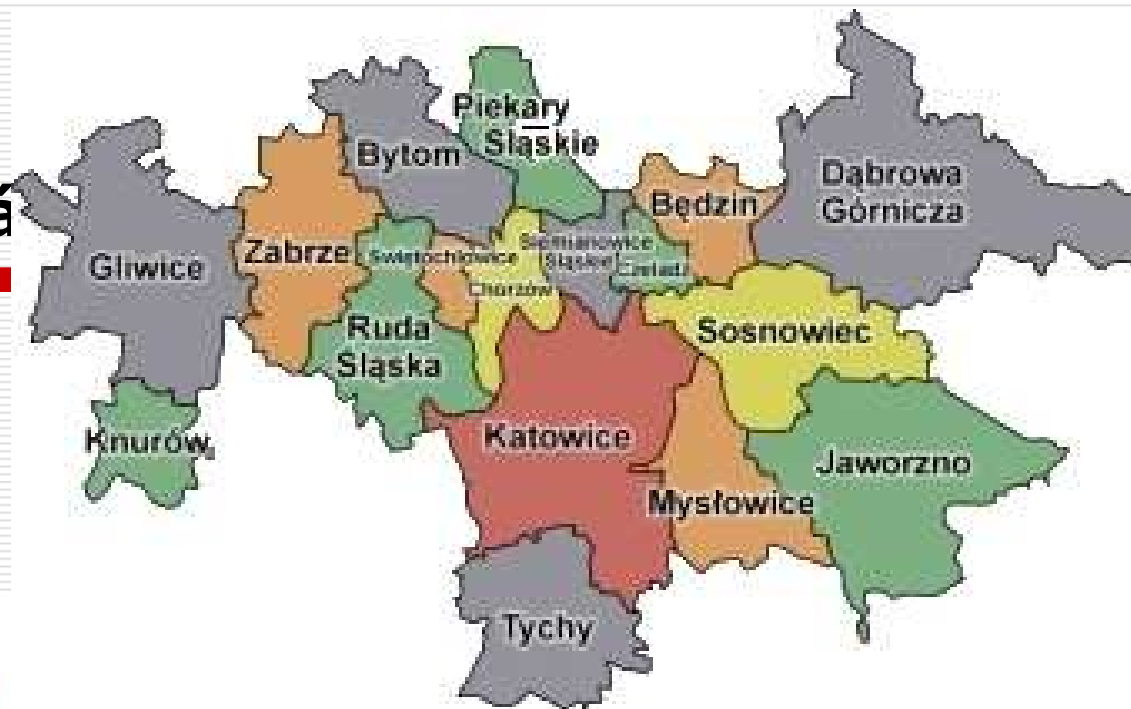 Piekary
Śląskie
Bytom
Dąbrowa
Górnicza
Będzin
á
Gliwice
Zabrze
Świętochłowice
Siemianowice
Śląskie
Czeladź
Chorzów
Ruda
Śląska
Sosnowiec
Knurów
Katowice
Jaworzno
Mysłowice
Tychy